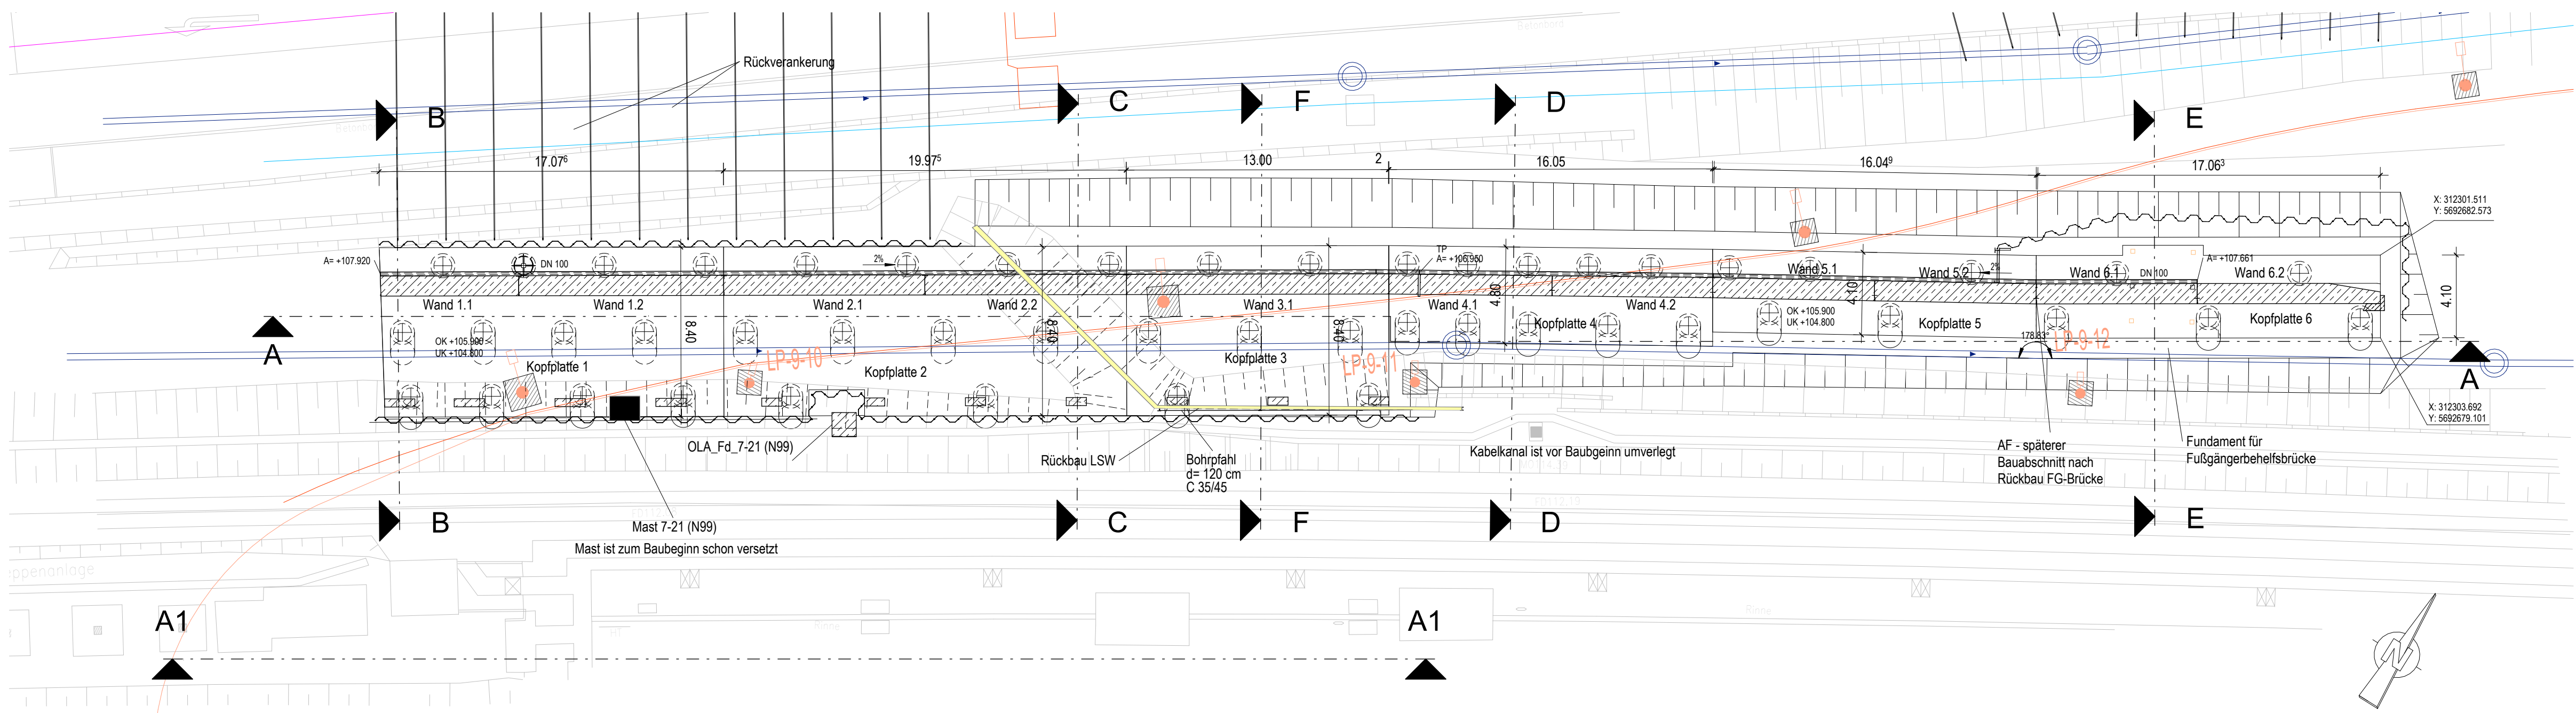 Rückverankerung
B
C
F
D
E
17.07⁶
19.97⁵
13.00
2
16.05
16.04⁹
17.06³
X: 312301.511
Y: 5692682.573
A= +107.920
DN 100
2%
TP
A= +106.950
Wand 5.1
Wand 5.2
2%
Wand 6.1
DN 100
A= +107.661
Wand 6.2
Wand 1.1
Wand 1.2
Wand 2.1
Wand 2.2
Wand 3.1
Wand 4.1
4.80
Wand 4.2
4.10
4.10
A
OK +105.900
UK +104.800
8.40
8.40
8.40
Kopfplatte 4
OK +105.900
UK +104.800
Kopfplatte 5
Kopfplatte 6
178.83°
LP-9-10
LP-9-11
LP-9-12
Kopfplatte 1
Kopfplatte 2
Kopfplatte 3
A
X: 312303.692
Y: 5692679.101
OLA_Fd_7-21 (N99)
Rückbau LSW
Bohrpfahl
d= 120 cm
C 35/45
Kabelkanal ist vor Baubgeinn umverlegt
AF - späterer
Bauabschnitt nach
Rückbau FG-Brücke
Fundament für
Fußgängerbehelfsbrücke
B
Mast 7-21 (N99)
Mast ist zum Baubeginn schon versetzt
C
F
D
E
eppenanlage
A1
Rinne
A1
Rinne
N